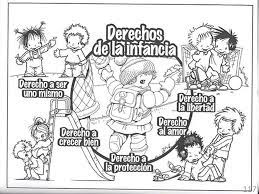 Derechos
de la infancia
Derecho a ser
uno mismo
Derecho a
la libertad
Derecho a
crecer bien
Derecho
al amor
Derecho a
la protección